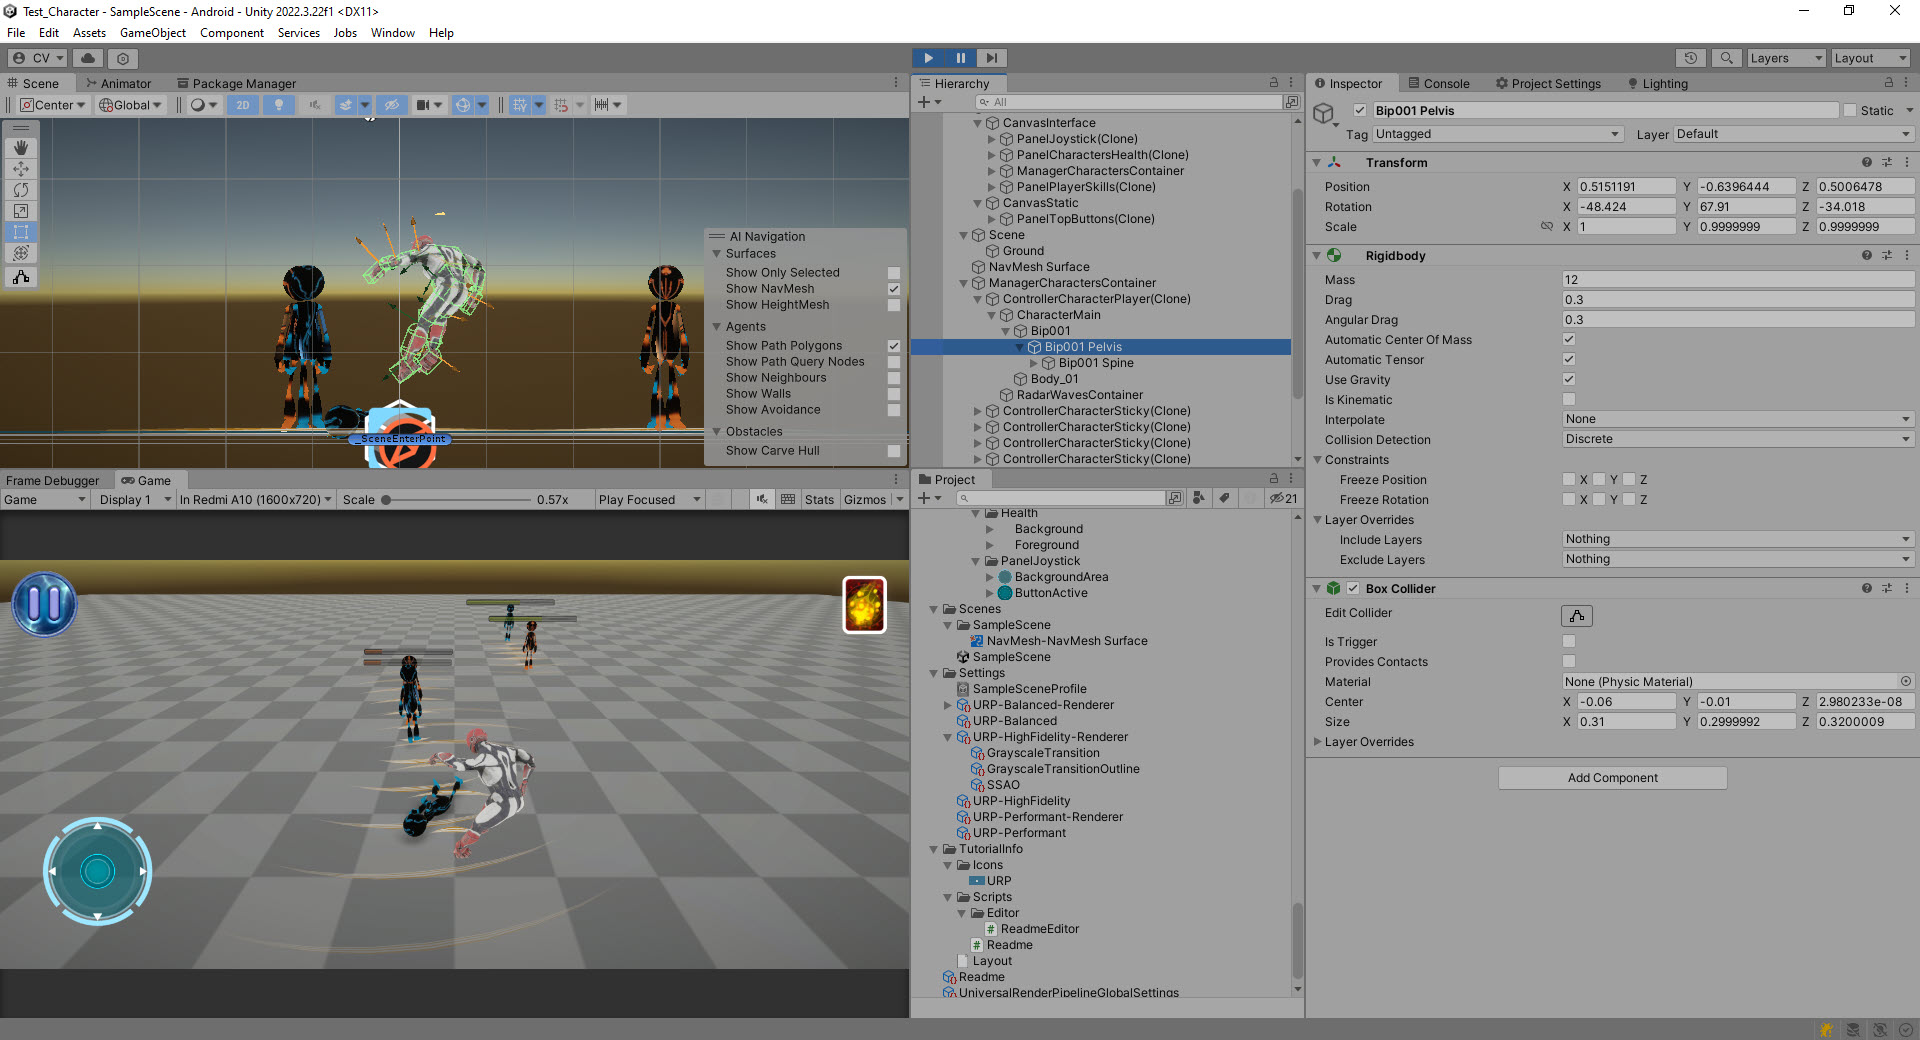 Test_Character - SampleScene - Android - Unity 2022.3.22f1 <DX11>
File Edit Assets GameObject Component Services Jobs Window Help
CV
Layers
Layout
Scene
Animator
Package Manager
Center
Global
2D
AI Navigation
Surfaces
Show Only Selected
Show NavMesh
Show HeightMesh
Agents
Show Path Polygons
Show Path Query Nodes
Show Neighbours
Show Walls
Show Avoidance
Obstacles
Show Carve Hull
_SceneEnterPoint
Frame Debugger
Game
Game
Display 1
In Redmi A10 (1600x720)
Scale
0.57x
Play Focused
Stats
Gizmos
Hierarchy
All
CanvasInterface
PanelJoystick(Clone)
PanelCharactersHealth(Clone)
ManagerCharactersContainer
PanelPlayerSkills(Clone)
CanvasStatic
PanelTopButtons(Clone)
Scene
Ground
NavMesh Surface
ManagerCharactersContainer
ControllerCharacterPlayer(Clone)
CharacterMain
Bip001
Bip001 Pelvis
Bip001 Spine
Body_01
RadarWavesContainer
ControllerCharacterSticky(Clone)
ControllerCharacterSticky(Clone)
ControllerCharacterSticky(Clone)
ControllerCharacterSticky(Clone)
Project
21
Health
Background
Foreground
PanelJoystick
BackgroundArea
ButtonActive
Scenes
SampleScene
NavMesh-NavMesh Surface
SampleScene
Settings
SampleSceneProfile
URP-Balanced-Renderer
URP-Balanced
URP-HighFidelity-Renderer
GrayscaleTransition
GrayscaleTransitionOutline
SSAO
URP-HighFidelity
URP-Performant-Renderer
URP-Performant
TutorialInfo
Icons
URP
Scripts
Editor
ReadmeEditor
Readme
Layout
Readme
UniversalRenderPipelineGlobalSettings
Inspector
Console
Project Settings
Lighting
Bip001 Pelvis
Static
Tag Untagged Layer Default
Transform
Position X 0.5151191 Y -0.6396444 Z 0.5006478
Rotation X -48.424 Y 67.91 Z -34.018
Scale X 1 Y 0.9999999 Z 0.9999999
Rigidbody
Mass 12
Drag 0.3
Angular Drag 0.3
Automatic Center Of Mass
Automatic Tensor
Use Gravity
Is Kinematic
Interpolate None
Collision Detection Discrete
Constraints
Freeze Position X Y Z
Freeze Rotation X Y Z
Layer Overrides
Include Layers Nothing
Exclude Layers Nothing
Box Collider
Edit Collider
Is Trigger
Provides Contacts
Material None (Physic Material)
Center X -0.06 Y -0.01 Z 2.980233e-08
Size X 0.31 Y 0.2999992 Z 0.3200009
Layer Overrides
Add Component